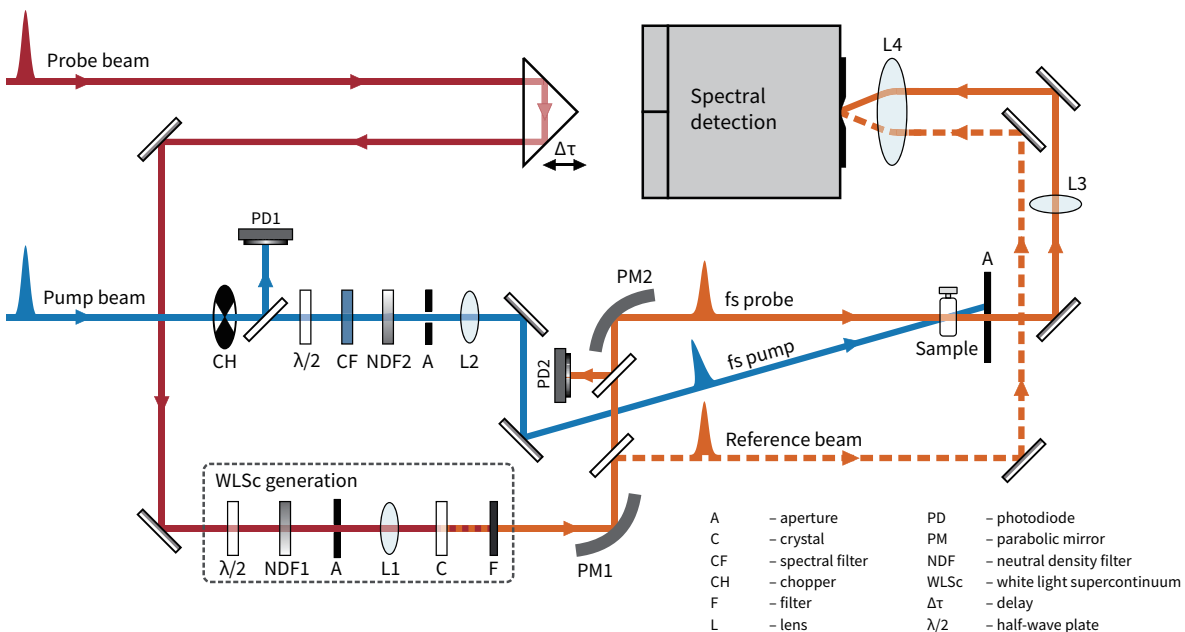 Probe beam
Δτ
Spectral
detection
L4
L3
PD1
Pump beam
CH
λ/2
CF
NDF2
A
L2
PM2
PD2
fs probe
fs pump
Sample
A
Reference beam
WLSc generation
λ/2
NDF1
A
L1
C
F
PM1
A – aperture
C – crystal
CF – spectral filter
CH – chopper
F – filter
L – lens
PD – photodiode
PM – parabolic mirror
NDF – neutral density filter
WLSc – white light supercontinuum
Δτ – delay
λ/2 – half-wave plate